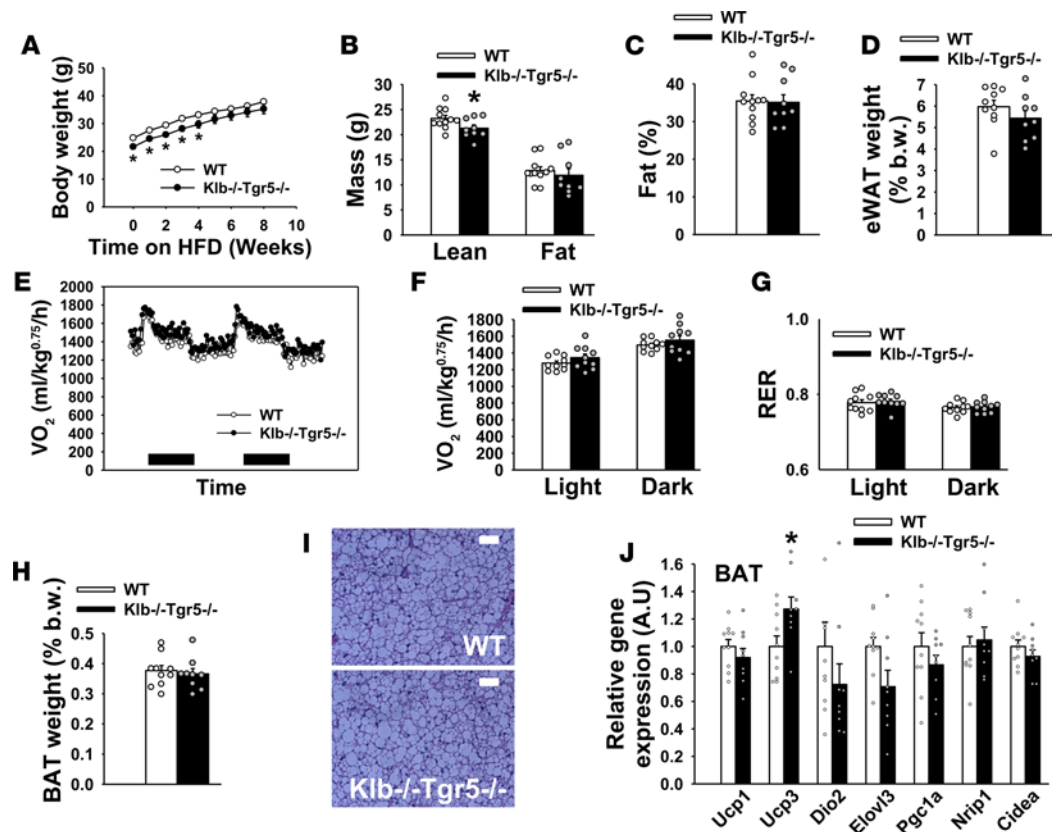 A
Body weight (g)
50
40
30
20
10
0
* * * * *
WT
Klb-/-Tgr5-/-
0 2 4 6 8 10
Time on HFD (Weeks)
B
WT
Klb-/-Tgr5-/-
Mass (g)
30
25
20
15
10
5
0
*
Lean Fat
C
WT
Klb-/-Tgr5-/-
Fat (%)
40
30
20
10
0
D
WT
Klb-/-Tgr5-/-
eWAT weight
(% b.w.)
7
6
5
4
3
2
1
0
E
VO2 (ml/kg0.75/h)
2000
1800
1600
1400
1200
1000
800
600
400
200
0
WT
Klb-/-Tgr5-/-
Time
F
WT
Klb-/-Tgr5-/-
VO2 (ml/kg0.75/h)
1800
1600
1400
1200
1000
800
600
400
200
0
Light Dark
G
RER
1.0
0.8
0.6
WT
Klb-/-Tgr5-/-
Light Dark
H
WT
Klb-/-Tgr5-/-
BAT weight (% b.w.)
0.5
0.4
0.3
0.2
0.1
0.0
I
WT
Klb-/-Tgr5-/-
J
WT
Klb-/-Tgr5-/-
BAT
*
Relative gene
expression (A.U)
1.6
1.4
1.2
1.0
0.8
0.6
0.4
0.2
0.0
Ucp1 Ucp3 Dio2 Elovl3 Pgc1a Nrip1 Cidea